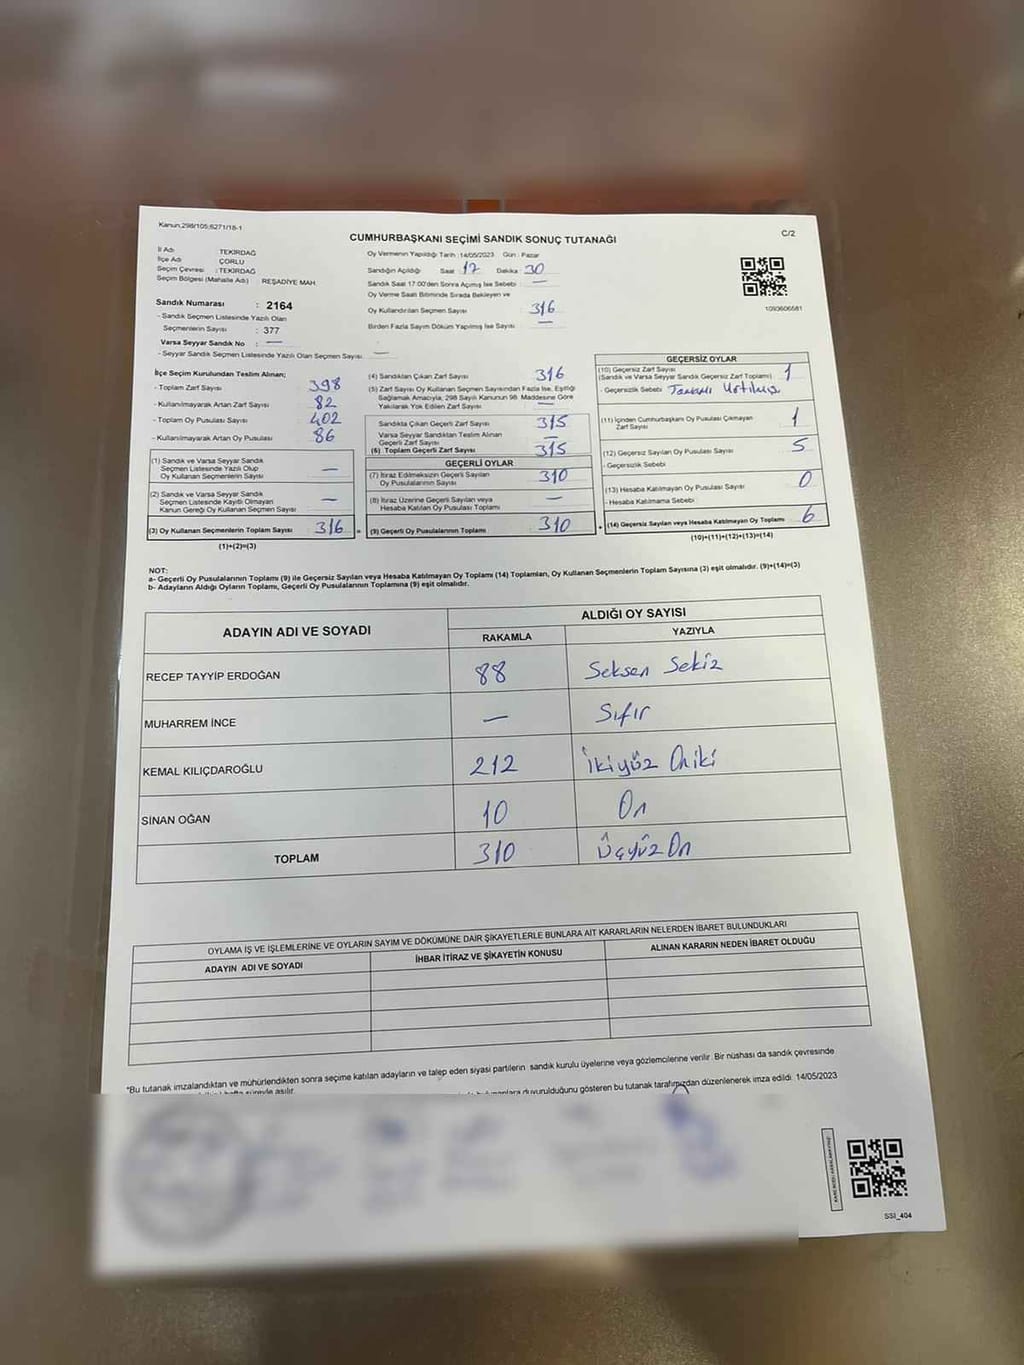 Kanun,298/105;6271/18-1
CUMHURBAŞKANI SEÇİMİ SANDIK SONUÇ TUTANAĞI
C/2
İl Adı : TEKİRDAĞ
İlçe Adı : ÇORLU
Seçim Çevresi : TEKİRDAĞ
Seçim Bölgesi (Mahalle Adı) : REŞADİYE MAH.
Sandık Numarası : 2164
- Sandık Seçmen Listesinde Yazılı Olan
Seçmenlerin Sayısı : 377
Varsa Seyyar Sandık No : —
- Seyyar Sandık Seçmen Listesinde Yazılı Olan Seçmen Sayısı : —
Oy Vermenin Yapıldığı Tarih : 14/05/2023 Gün : Pazar
Sandığın Açıldığı Saat : 17 Dakika : 30
Sandık Saat 17:00'den Sonra Açımış İse Sebebi : —
Oy Verme Saati Bitiminde Sırada Bekleyen ve
Oy Kullandırılan Seçmen Sayısı : 316
Birden Fazla Sayım Döküm Yapılmış İse Sayısı : —
1093606581
İlçe Seçim Kurulundan Teslim Alınan;
- Toplam Zarf Sayısı : 398
- Kullanılmayarak Artan Zarf Sayısı : 82
- Toplam Oy Pusulası Sayısı : 402
- Kullanılmayarak Artan Oy Pusulası : 86
(1) Sandık ve Varsa Seyyar Sandık
Seçmen Listesinde Yazılı Olup
Oy Kullanan Seçmenlerin Sayısı —
(2) Sandık ve Varsa Seyyar Sandık
Seçmen Listesinde Kayıtlı Olmayan
Kanun Gereği Oy Kullanan Seçmen Sayısı —
(3) Oy Kullanan Seçmenlerin Toplam Sayısı 316
(1)+(2)=(3)
(4) Sandıktan Çıkan Zarf Sayısı 316
(5) Zarf Sayısı Oy Kullanan Seçmen Sayısından Fazla İse, Eşitliği
Sağlamak Amacıyla, 298 Sayılı Kanunun 98. Maddesine Göre
Yakılarak Yok Edilen Zarf Sayısı : —
Sandıkta Çıkan Geçerli Zarf Sayısı 315
Varsa Seyyar Sandıktan Teslim Alınan
Geçerli Zarf Sayısı —
(6) Toplam Geçerli Zarf Sayısı 315
GEÇERLİ OYLAR
(7) İtiraz Edilmeksizin Geçerli Sayılan
Oy Pusulasının Sayısı 310
(8) İtiraz Üzerine Geçerli Sayılan veya
Hesaba Katılan Oy Pusulası Toplamı —
= (9) Geçerli Oy Pusulalarının Toplamı 310
GEÇERSİZ OYLAR
(10) Geçersiz Zarf Sayısı
(Sandık ve Varsa Seyyar Sandık Geçersiz Zarf Toplamı) 1
- Geçersizlik Sebebi
(11) İçinden Cumhurbaşkanı Oy Pusulası Çıkmayan
Zarf Sayısı 1
(12) Geçersiz Sayılan Oy Pusulası Sayısı 5
- Geçersizlik Sebebi
(13) Hesaba Katılmayan Oy Pusulası Sayısı 0
- Hesaba Katılmama Sebebi
+ (14) Geçersiz Sayılan veya Hesaba Katılmayan Oy Toplamı 6
(10)+(11)+(12)+(13)=(14)
NOT:
a- Geçerli Oy Pusulalarının Toplamı (9) ile Geçersiz Sayılan veya Hesaba Katılmayan Oy Toplamı (14) Toplamları, Oy Kullanan Seçmenlerin Toplam Sayısına (3) eşit olmalıdır. (9)+(14)=(3)
b- Adayların Aldığı Oyların Toplamı, Geçerli Oy Pusulalarının Toplamına (9) eşit olmalıdır.
ADAYIN ADI VE SOYADI
ALDIĞI OY SAYISI
RAKAMLA YAZIYLA
RECEP TAYYİP ERDOĞAN 88 Seksen Sekiz
MUHARREM İNCE — Sıfır
KEMAL KILIÇDAROĞLU 212 İkiyüz Oniki
SİNAN OĞAN 10 On
TOPLAM 310 Üçyüz On
OYLAMA İŞ VE İŞLEMLERİNE VE OYLARIN SAYIM VE DÖKÜMÜNE DAİR ŞİKAYETLERLE BUNLARA AİT KARARLARIN NELERDEN İBARET BULUNDUKLARI
ADAYIN ADI VE SOYADI İHBAR İTİRAZ VE ŞİKAYETİN KONUSU ALINAN KARARIN NEDEN İBARET OLDUĞU
*Bu tutanak imzalandıktan ve mühürlendikten sonra seçime katılan adayların ve talep eden siyasi partilerin sandık kurulu üyelerine veya gözlemcilerine verilir. Bir nüshası da sandık çevresinde
hafta süreyle asılır. duyurulduğunu gösteren bu tutanak tarafımızdan düzenlenerek imza edildi. 14/05/2023
SSI_404